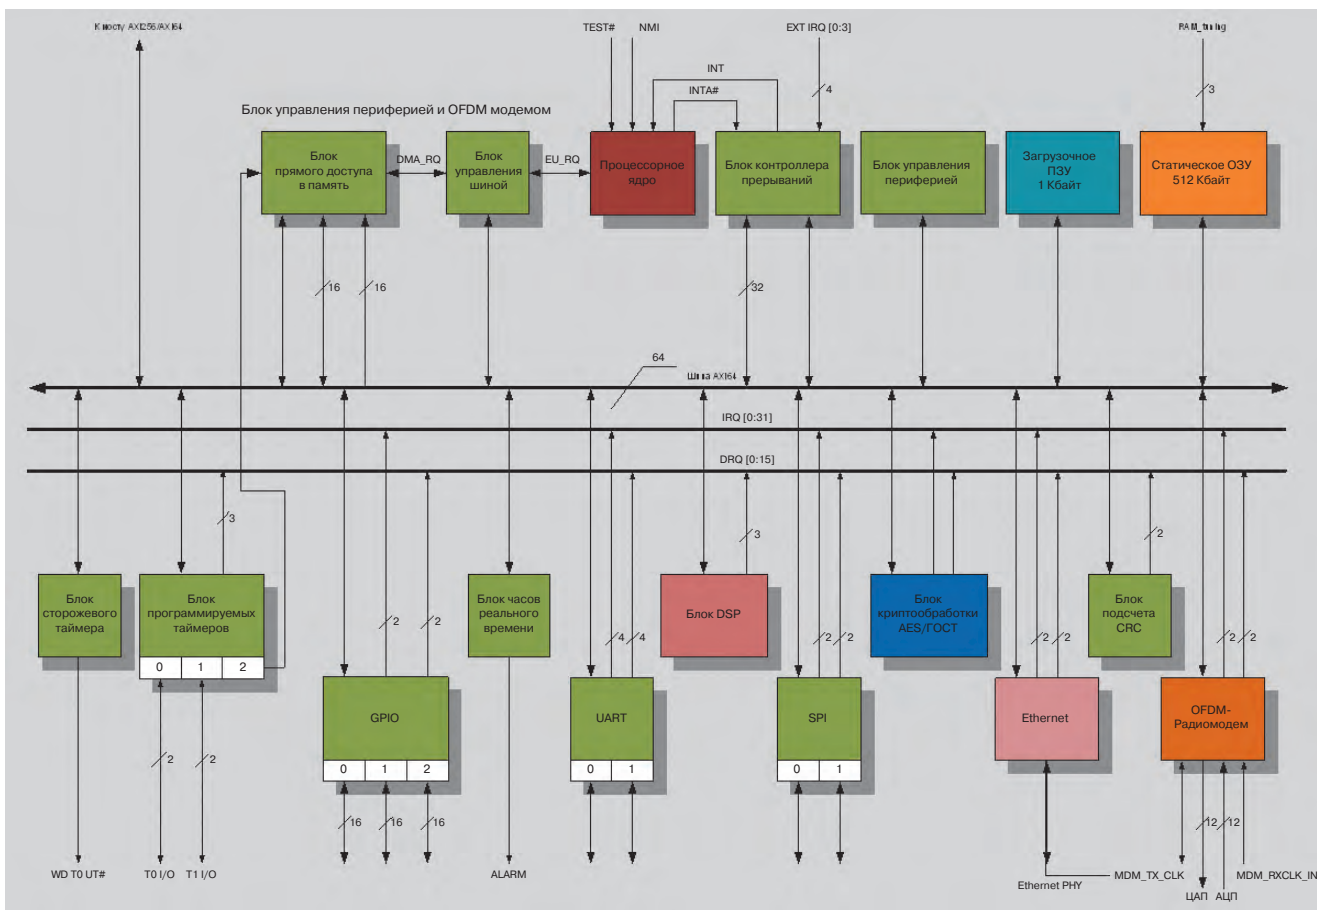 К мосту AXI256/AXI64
TEST#
NMI
EXT IRQ [0:3]
RAM_tuning
INT
INTA#
4
3
Блок управления периферией и OFDM модемом
Блок
прямого доступа
в память
DMA_RQ
Блок
управления
шиной
EU_RQ
Процессорное
ядро
Блок контроллера
прерываний
Блок управления
периферией
Загрузочное
ПЗУ
1 Кбайт
Статическое ОЗУ
512 Кбайт
16
16
32
64
Шина AXI64
IRQ [0:31]
DRQ [0:15]
3
3
2
Блок
сторожевого
таймера
Блок
программируемых
таймеров
0 1 2
Блок часов
реального
времени
Блок DSP
Блок
криптообработки
AES/ГОСТ
Блок
подсчета
CRC
2
2
4
4
2
2
2
2
2
2
GPIO
0 1 2
UART
0 1
SPI
0 1
Ethernet
OFDM-
Радиомодем
2
2
16
16
16
12
12
WD T0 UT#
T0 I/O
T1 I/O
ALARM
Ethernet PHY
MDM_TX_CLK
MDM_RXCLK_IN
ЦАП
АЦП